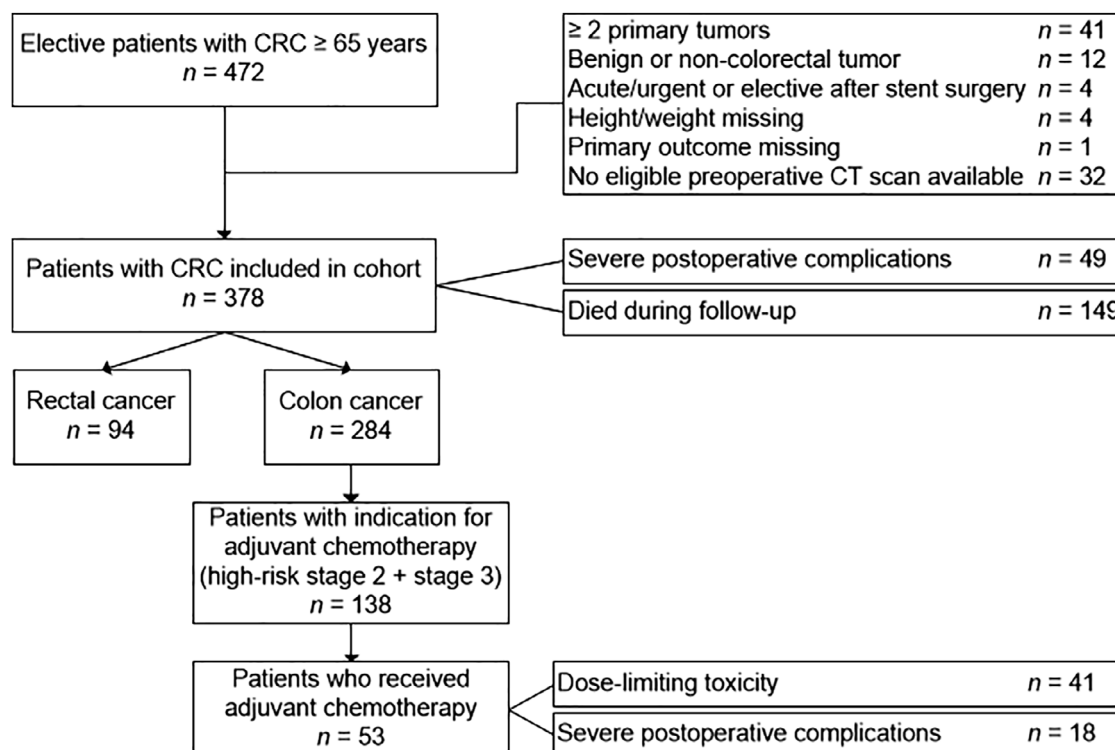 Elective patients with CRC ≥ 65 years
n = 472
≥ 2 primary tumors n = 41
Benign or non-colorectal tumor n = 12
Acute/urgent or elective after stent surgery n = 4
Height/weight missing n = 4
Primary outcome missing n = 1
No eligible preoperative CT scan available n = 32
Patients with CRC included in cohort
n = 378
Severe postoperative complications n = 49
Died during follow-up n = 149
Rectal cancer
n = 94
Colon cancer
n = 284
Patients with indication for
adjuvant chemotherapy
(high-risk stage 2 + stage 3)
n = 138
Patients who received
adjuvant chemotherapy
n = 53
Dose-limiting toxicity n = 41
Severe postoperative complications n = 18